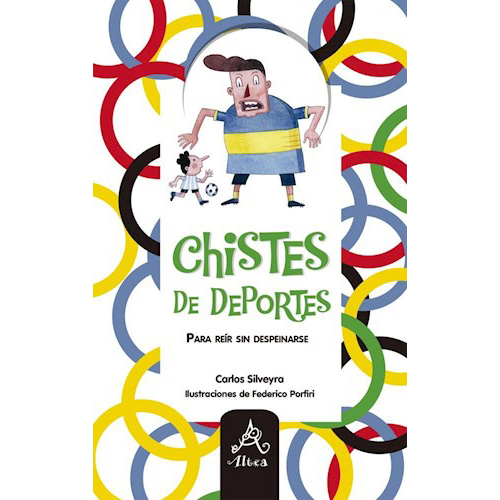 CHiSTES
DE DEPORTES
PARA REÍR SIN DESPEINARSE
Carlos Silveyra
Ilustraciones de Federico Porfiri
Altea